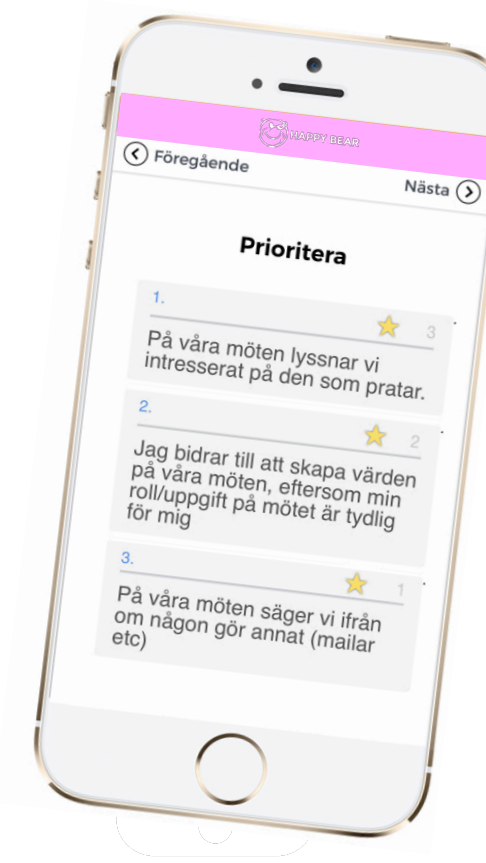 HAPPY BEAR
Föregående
Nästa
Prioritera
1.
3
På våra möten lyssnar vi
intresserat på den som pratar.
2.
2
Jag bidrar till att skapa värden
på våra möten, eftersom min
roll/uppgift på mötet är tydlig
för mig
3.
1
På våra möten säger vi ifrån
om någon gör annat (mailar
etc)